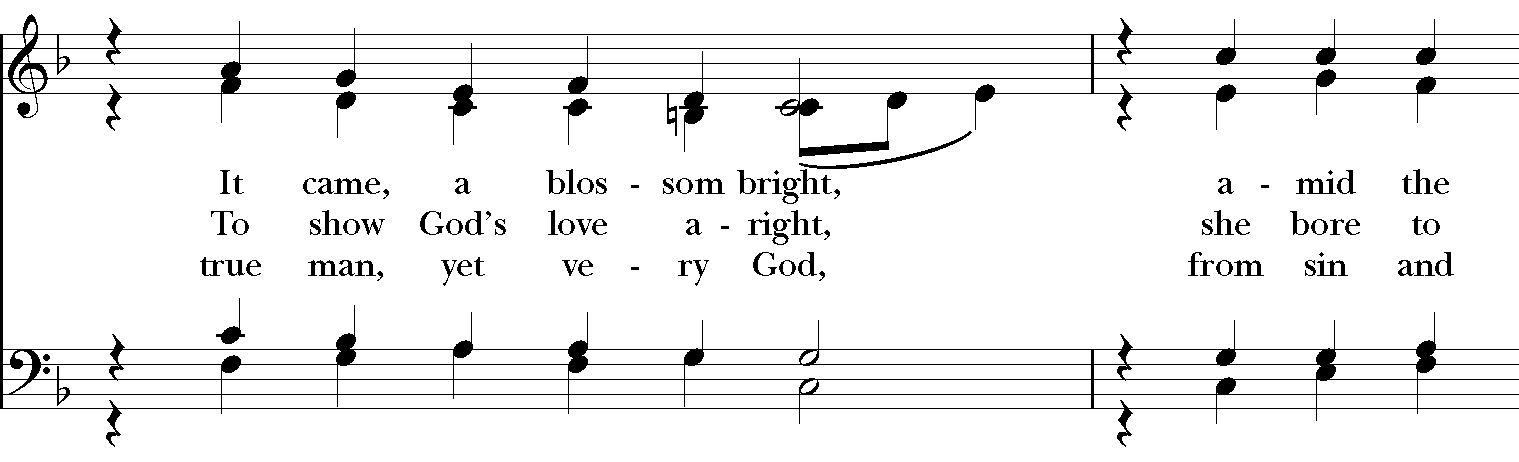 It came, a blos - som bright, a - mid the
To show God's love a - right, she bore to
true man, yet ve - ry God, from sin and